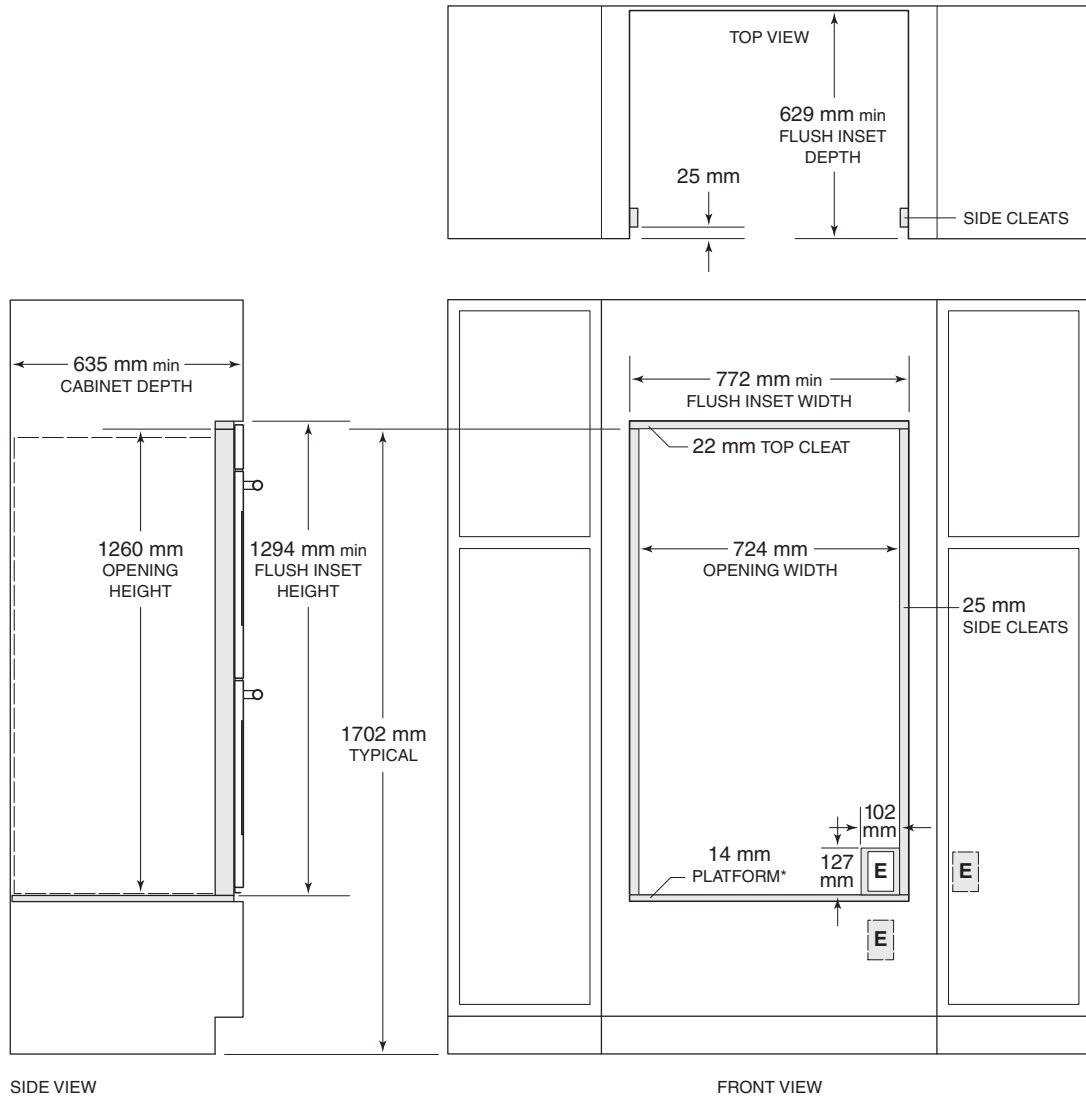 TOP VIEW
629 mm min
FLUSH INSET
DEPTH
25 mm
SIDE CLEATS
635 mm min
CABINET DEPTH
772 mm min
FLUSH INSET WIDTH
22 mm TOP CLEAT
1260 mm
OPENING
HEIGHT
1294 mm min
FLUSH INSET
HEIGHT
724 mm
OPENING WIDTH
25 mm
SIDE CLEATS
1702 mm
TYPICAL
102
mm
14 mm
PLATFORM*
127
mm
E
E
E
SIDE VIEW
FRONT VIEW